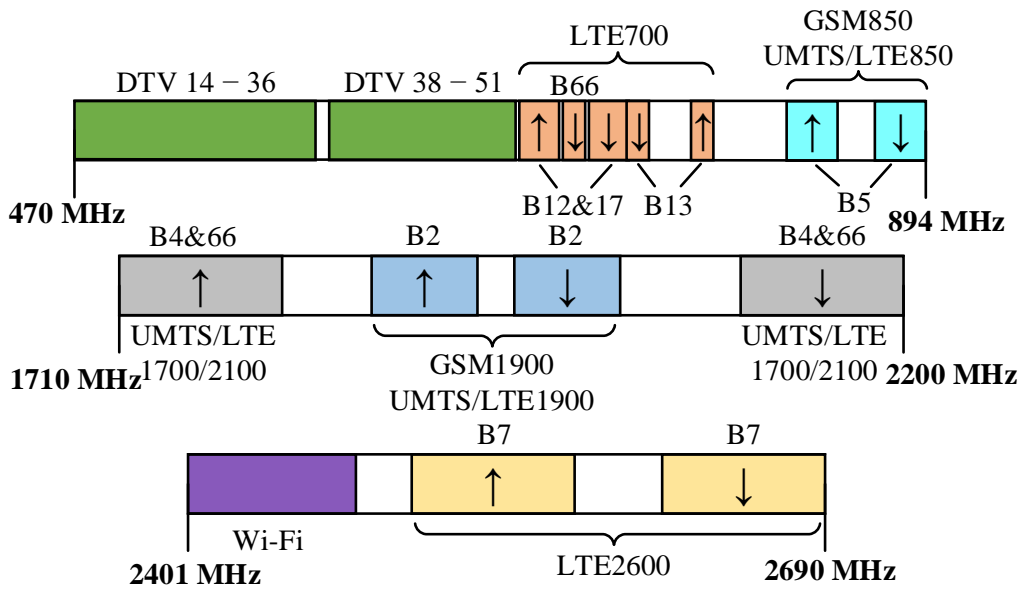 GSM850
LTE700
UMTS/LTE850
DTV 14 − 36
DTV 38 − 51
B66
↑ ↓ ↓ ↓ ↑ ↑ ↓
B12&17
B13
B5
470 MHz
894 MHz
B4&66
B2
B2
B4&66
↑ ↑ ↓ ↓
UMTS/LTE
1700/2100
UMTS/LTE
1700/2100
1710 MHz
GSM1900
2200 MHz
UMTS/LTE1900
B7
B7
↑ ↓
Wi-Fi
LTE2600
2401 MHz
2690 MHz